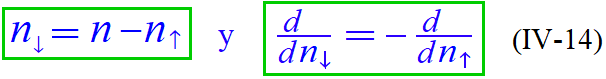 n↓ = n − n↑ y d/dn↓ = − d/dn↑ (IV-14)